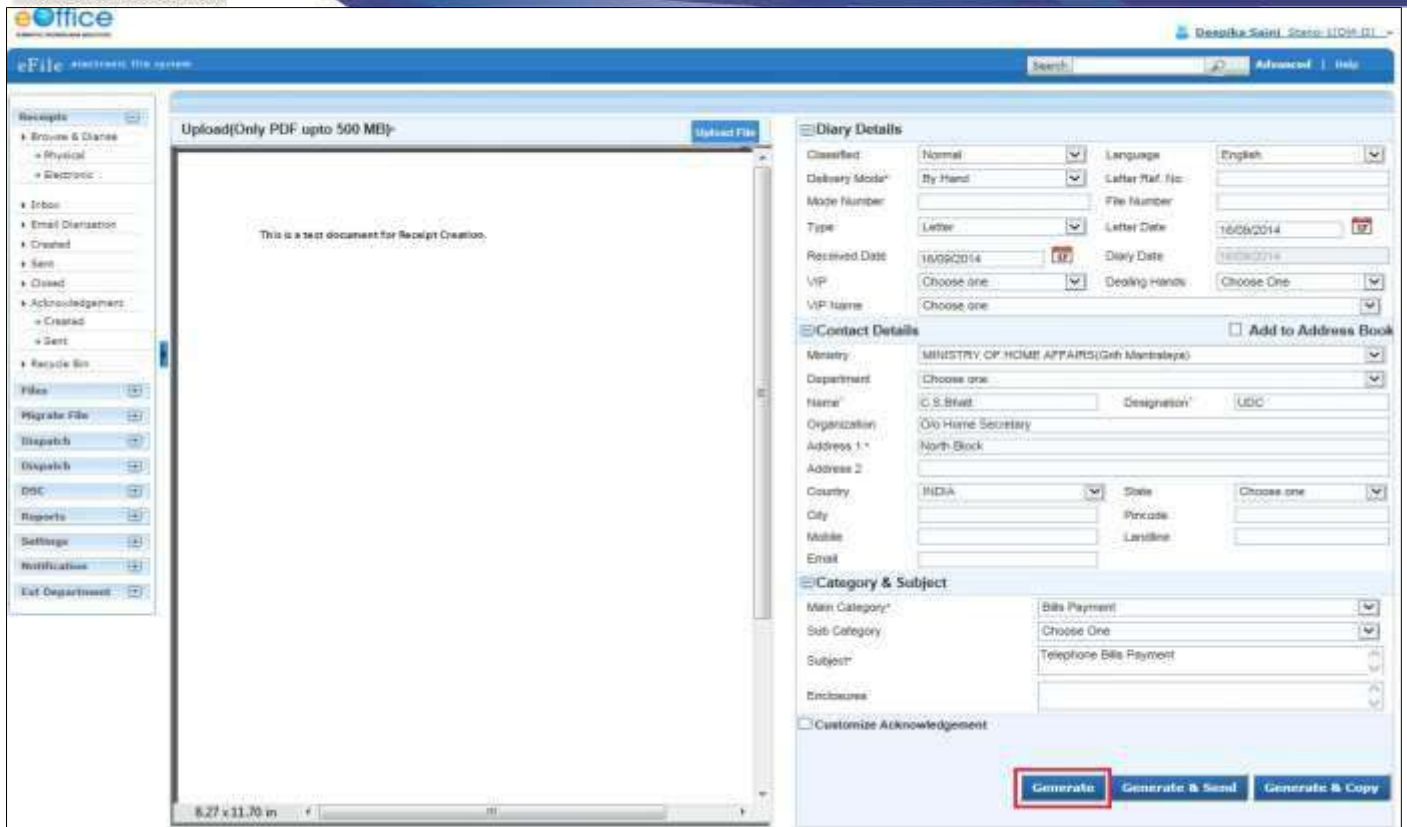 eOffice
Deepika Saini
eFile electronic file system
Search
Advanced | Help
Receipts
Browse & Diarise
Physical
Electronic
Inbox
Email Diarisation
Created
Sent
Closed
Acknowledgement
Created
Sent
Recycle Bin
Files
Migrate File
Dispatch
Dispatch
DSC
Reports
Settings
Notification
Ext Department
Upload(Only PDF upto 500 MB)
Upload File
This is a test document for Receipt Creation.
8.27 x 11.70 in
Diary Details
Classified Normal Language English
Delivery Mode* By Hand Letter Ref. No
Mode Number File Number
Type Letter Letter Date 16/09/2014
Received Date 16/09/2014 Diary Date 16/09/2014
VIP Choose one Dealing Hands Choose One
VIP Name Choose one
Contact Details Add to Address Book
Ministry MINISTRY OF HOME AFFAIRS(Grih Mantralaya)
Department Choose one
Name* C.S.Bhatt Designation* UDC
Organization O/o Home Secretary
Address 1* North Block
Address 2
Country INDIA State Choose one
City Pincode
Mobile Landline
Email
Category & Subject
Main Category* Bills Payment
Sub Category Choose One
Subject* Telephone Bills Payment
Enclosures
Customize Acknowledgement
Generate Generate & Send Generate & Copy